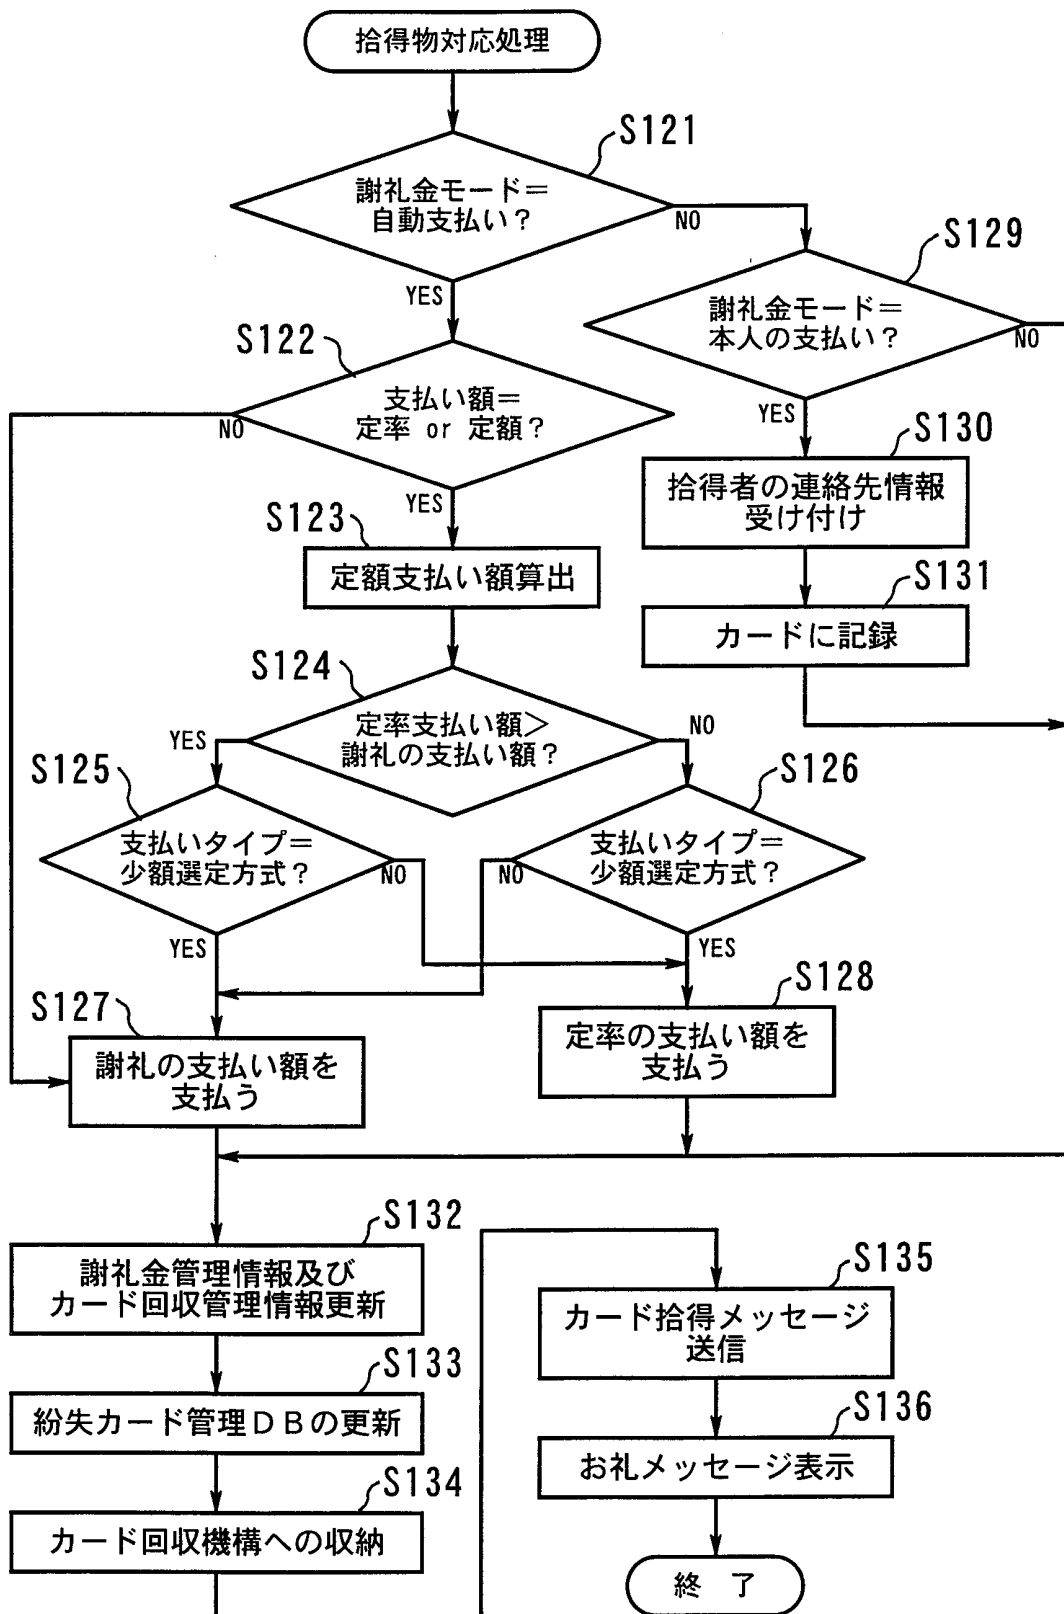 拾得物対応処理
S121
謝礼金モード＝
自動支払い？
NO
YES
S129
謝礼金モード＝
本人の支払い？
NO
YES
S122
支払い額＝
定率 or 定額？
NO
YES
S130
拾得者の連絡先情報
受け付け
S123
定額支払い額算出
S131
カードに記録
S124
定率支払い額＞
謝礼の支払い額？
YES
NO
S125
支払いタイプ＝
少額選定方式？
NO
YES
S126
支払いタイプ＝
少額選定方式？
NO
YES
S127
謝礼の支払い額を
支払う
S128
定率の支払い額を
支払う
S132
謝礼金管理情報及び
カード回収管理情報更新
S133
紛失カード管理ＤＢの更新
S134
カード回収機構への収納
S135
カード拾得メッセージ
送信
S136
お礼メッセージ表示
終 了